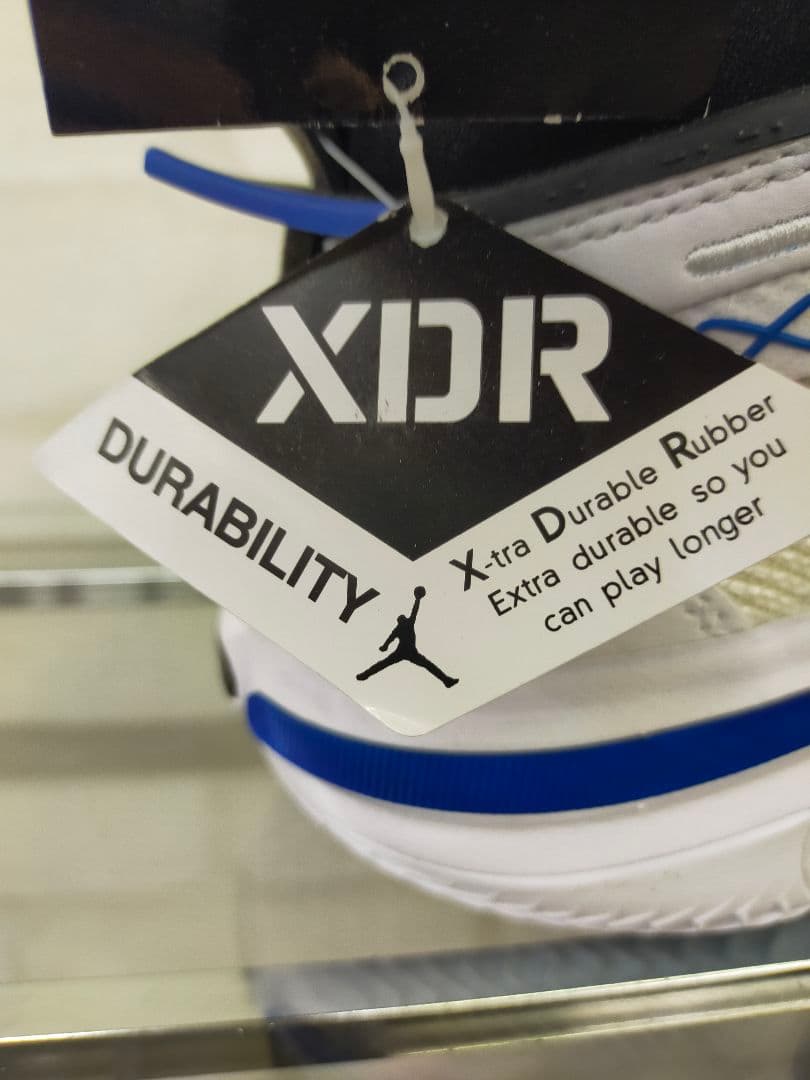 XDR
DURABILITY
X-tra Durable Rubber
Extra durable so you
can play longer